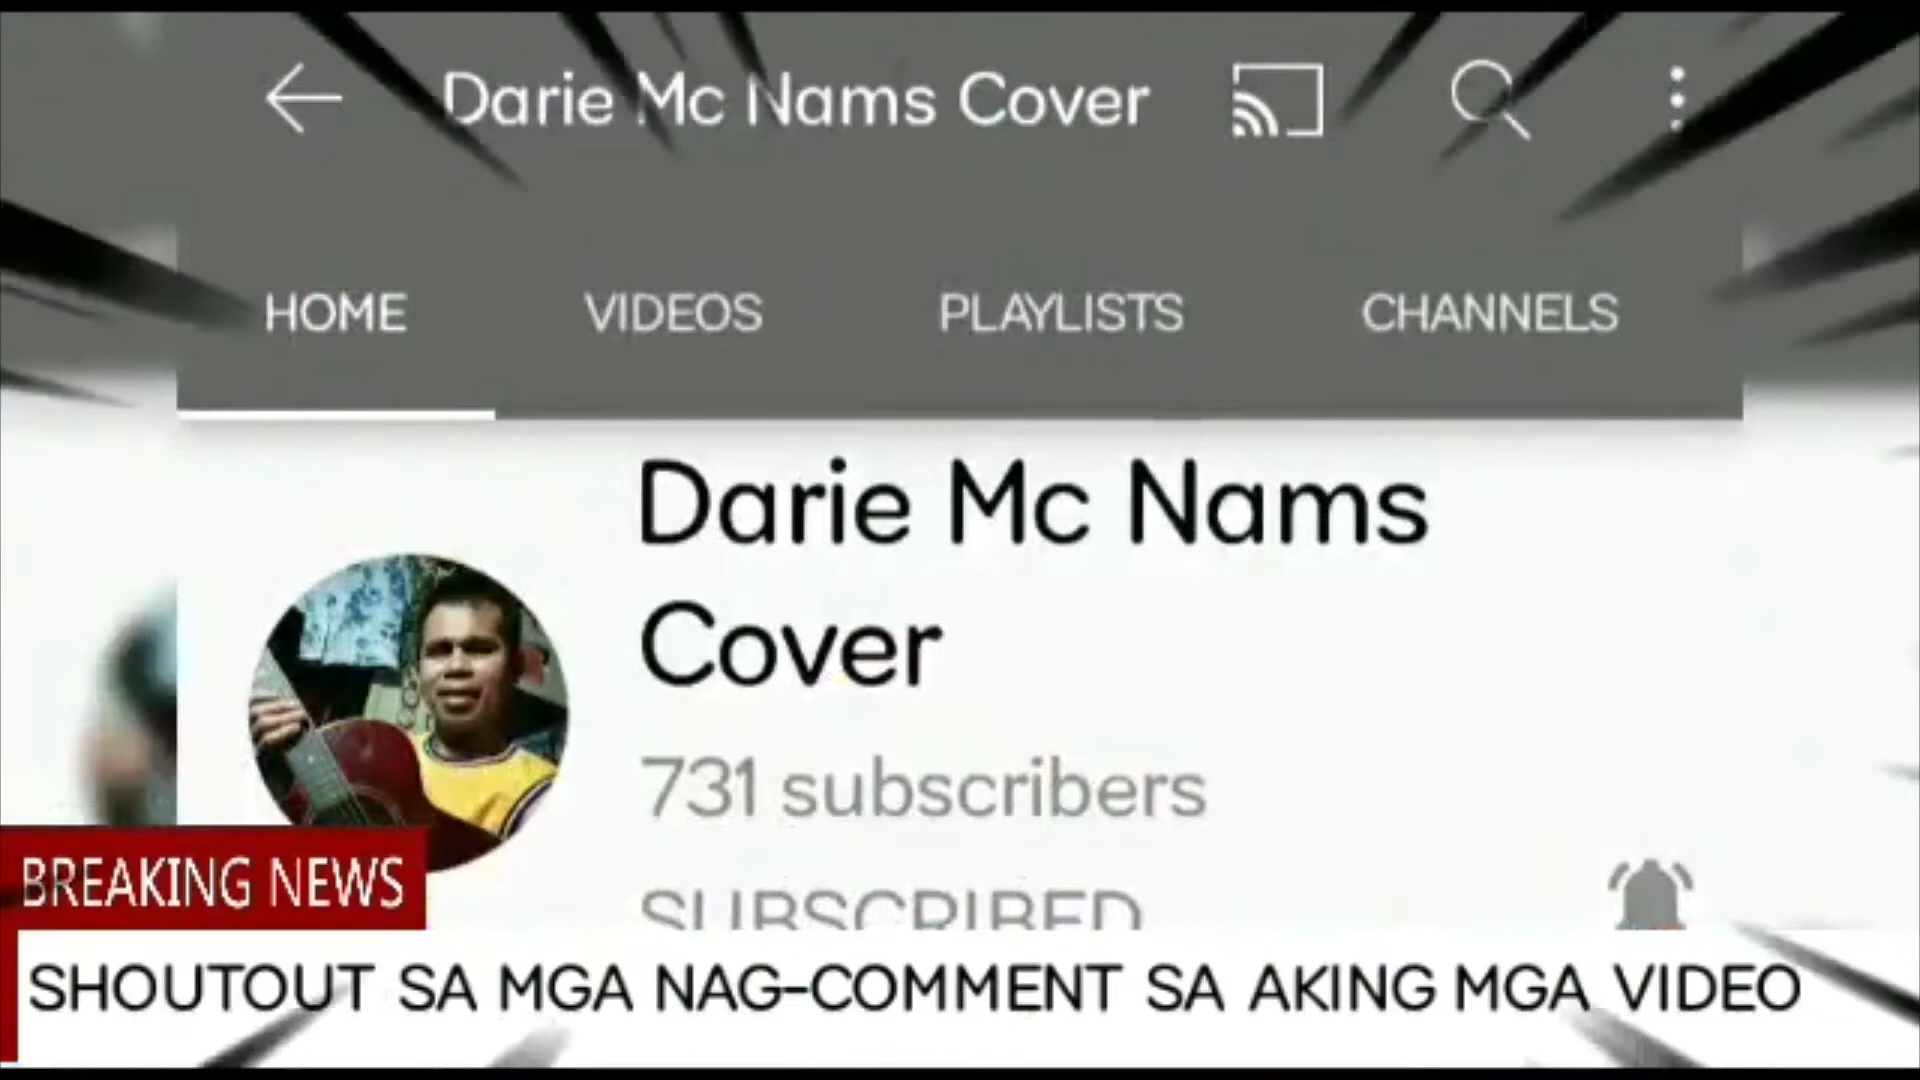 Darie Mc Nams Cover
HOME VIDEOS PLAYLISTS CHANNELS
Darie Mc Nams
Cover
731 subscribers
SUBSCRIBED
BREAKING NEWS
SHOUTOUT SA MGA NAG-COMMENT SA AKING MGA VIDEO